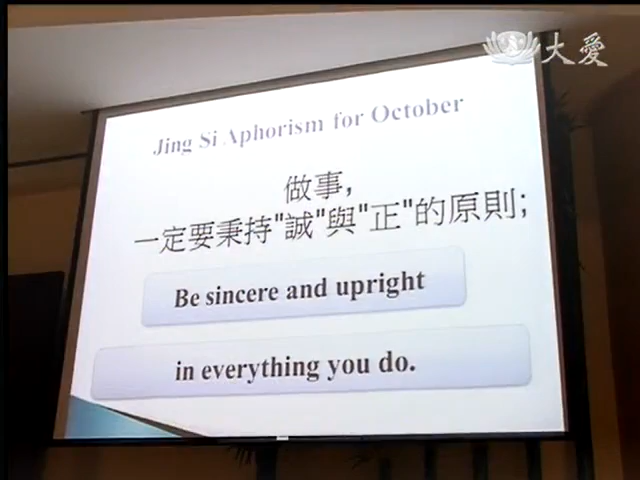 大愛
Jing Si Aphorism for October
做事,
一定要秉持"誠"與"正"的原則;
Be sincere and upright
in everything you do.